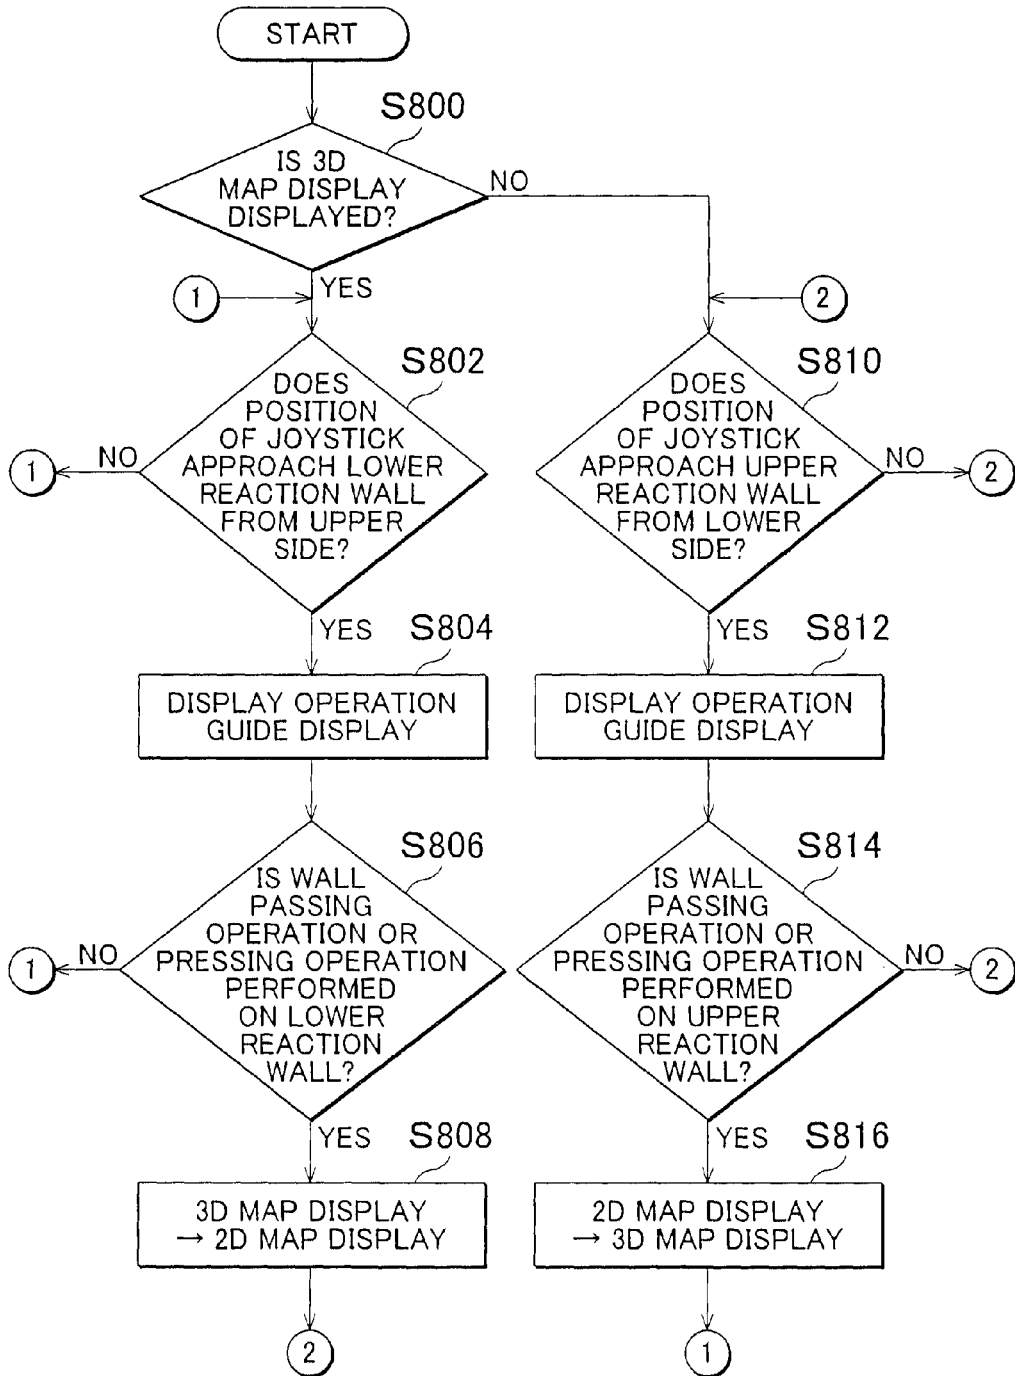 START
S800
IS 3D
MAP DISPLAY
DISPLAYED?
NO
YES
1
2
S802
DOES
POSITION
OF JOYSTICK
APPROACH LOWER
REACTION WALL
FROM UPPER
SIDE?
NO
1
YES
S810
DOES
POSITION
OF JOYSTICK
APPROACH UPPER
REACTION WALL
FROM LOWER
SIDE?
NO
2
YES
S804
DISPLAY OPERATION
GUIDE DISPLAY
S812
DISPLAY OPERATION
GUIDE DISPLAY
S806
IS WALL
PASSING
OPERATION OR
PRESSING OPERATION
PERFORMED
ON LOWER
REACTION
WALL?
NO
1
YES
S814
IS WALL
PASSING
OPERATION OR
PRESSING OPERATION
PERFORMED
ON UPPER
REACTION
WALL?
NO
2
YES
S808
3D MAP DISPLAY
→ 2D MAP DISPLAY
2
S816
2D MAP DISPLAY
→ 3D MAP DISPLAY
1